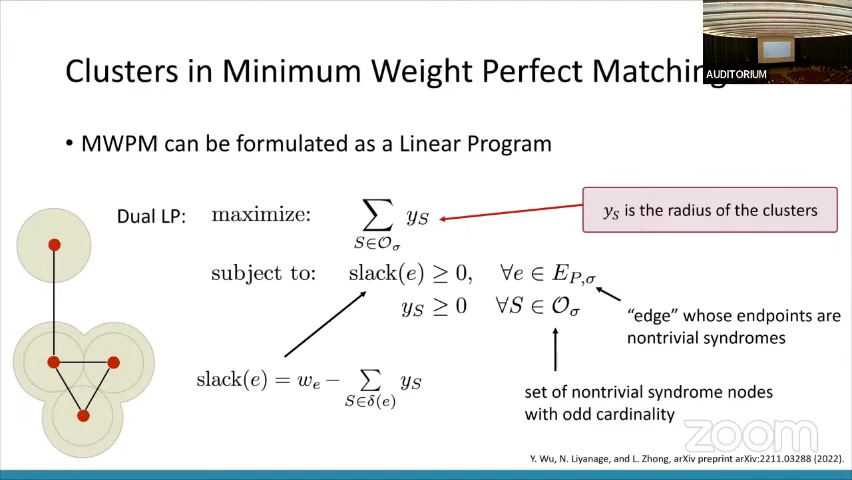 AUDITORIUM
Clusters in Minimum Weight Perfect Matching
• MWPM can be formulated as a Linear Program
Dual LP: maximize: ∑_{S∈𝒪_σ} y_S
y_S is the radius of the clusters
subject to: slack(e) ≥ 0, ∀e ∈ E_{P,σ}
y_S ≥ 0 ∀S ∈ 𝒪_σ
"edge" whose endpoints are
nontrivial syndromes
slack(e) = w_e − ∑_{S∈δ(e)} y_S
set of nontrivial syndrome nodes
with odd cardinality
zoom
Y. Wu, N. Liyanage, and L. Zhong, arXiv preprint arXiv:2211.03288 (2022).